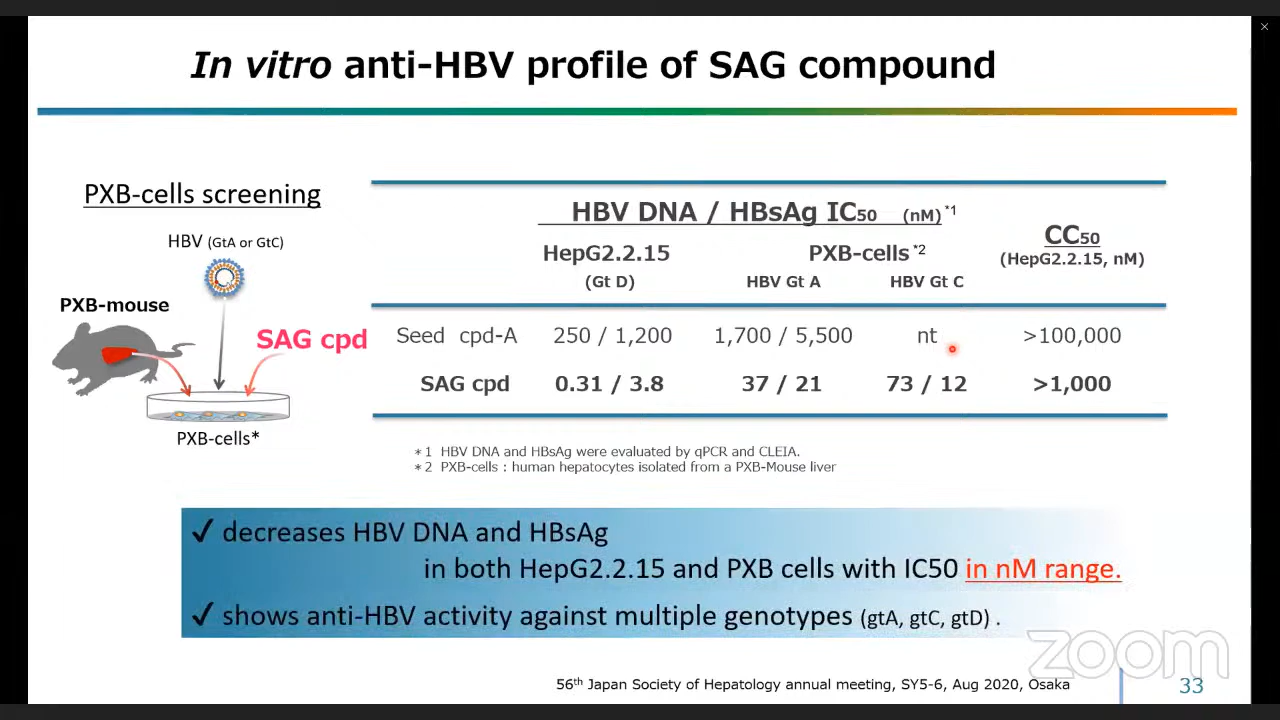 In vitro anti-HBV profile of SAG compound
PXB-cells screening
HBV (GtA or GtC)
PXB-mouse
SAG cpd
PXB-cells*
HBV DNA / HBsAg IC50 (nM)*1
HepG2.2.15
(Gt D)
PXB-cells*2
HBV Gt A
HBV Gt C
CC50
(HepG2.2.15, nM)
Seed cpd-A 250 / 1,200 1,700 / 5,500 nt >100,000
SAG cpd 0.31 / 3.8 37 / 21 73 / 12 >1,000
*1 HBV DNA and HBsAg were evaluated by qPCR and CLEIA.
*2 PXB-cells : human hepatocytes isolated from a PXB-Mouse liver
✓ decreases HBV DNA and HBsAg
in both HepG2.2.15 and PXB cells with IC50 in nM range.
✓ shows anti-HBV activity against multiple genotypes (gtA, gtC, gtD) .
zoom
56th Japan Society of Hepatology annual meeting, SY5-6, Aug 2020, Osaka
33